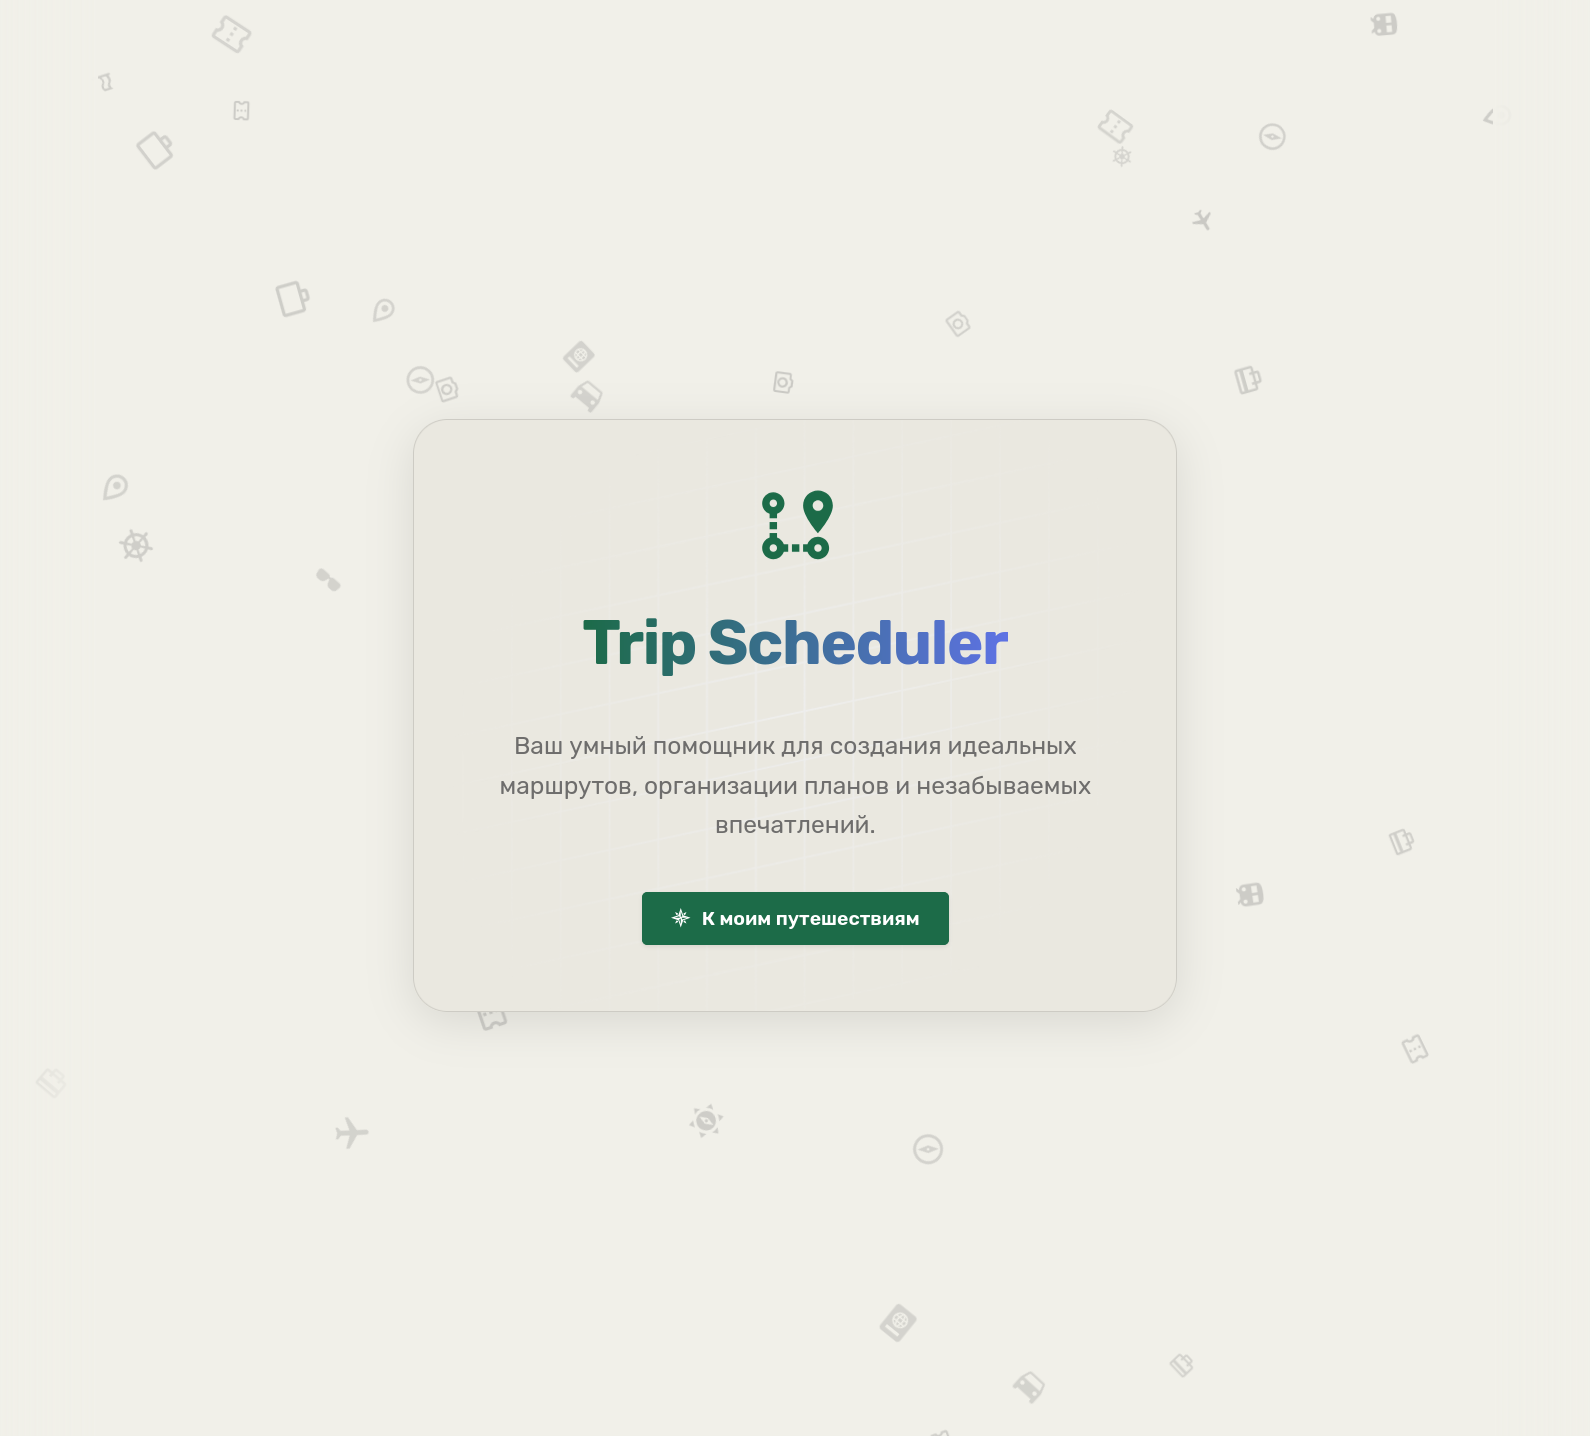 Trip Scheduler
Ваш умный помощник для создания идеальных
маршрутов, организации планов и незабываемых
впечатлений.
К моим путешествиям